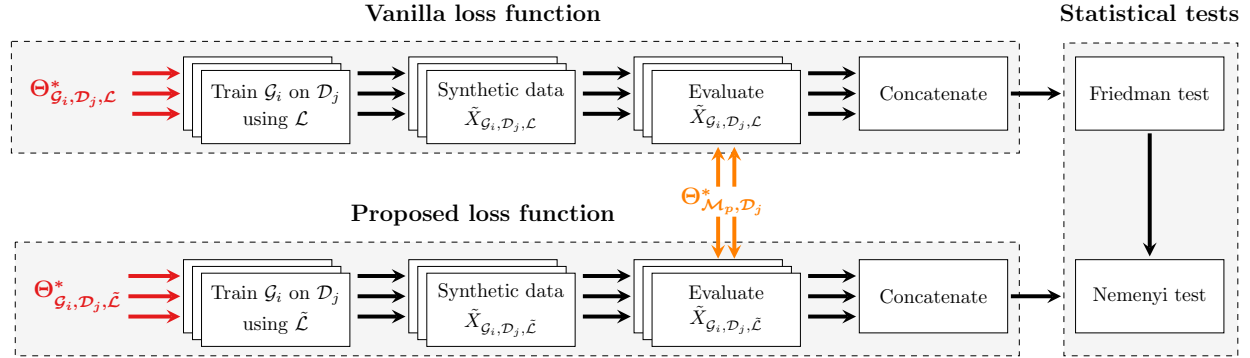 Vanilla loss function
Statistical tests
Θ*𝒢ᵢ,𝒟ⱼ,ℒ
Train 𝒢ᵢ on 𝒟ⱼ
using ℒ
Synthetic data
X̃𝒢ᵢ,𝒟ⱼ,ℒ
Evaluate
X̃𝒢ᵢ,𝒟ⱼ,ℒ
Concatenate
Friedman test
Θ*ℳₚ,𝒟ⱼ
Proposed loss function
Θ*𝒢ᵢ,𝒟ⱼ,ℒ̃
Train 𝒢ᵢ on 𝒟ⱼ
using ℒ̃
Synthetic data
X̃𝒢ᵢ,𝒟ⱼ,ℒ̃
Evaluate
X̃𝒢ᵢ,𝒟ⱼ,ℒ̃
Concatenate
Nemenyi test